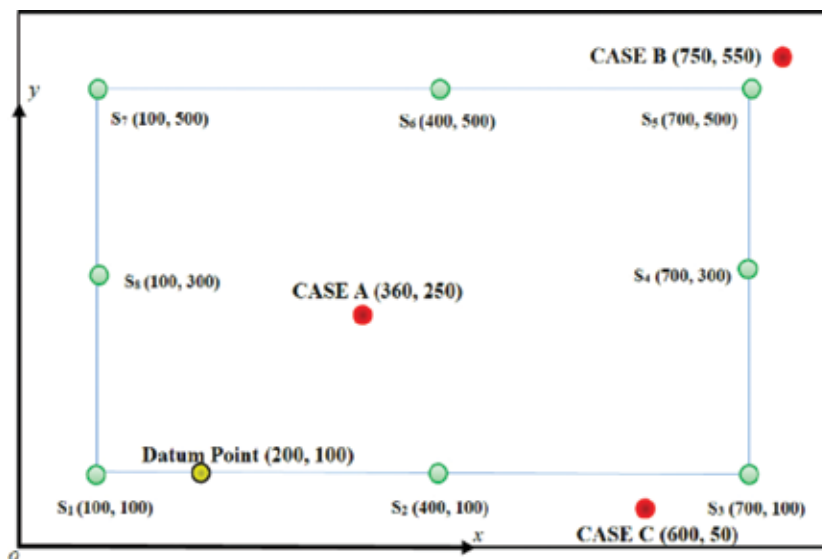 CASE B (750, 550)
y
S₇ (100, 500)
S₆ (400, 500)
S₅ (700, 500)
S₈ (100, 300)
S₄ (700, 300)
CASE A (360, 250)
Datum Point (200, 100)
S₁ (100, 100)
S₂ (400, 100)
S₃ (700, 100)
CASE C (600, 50)
x